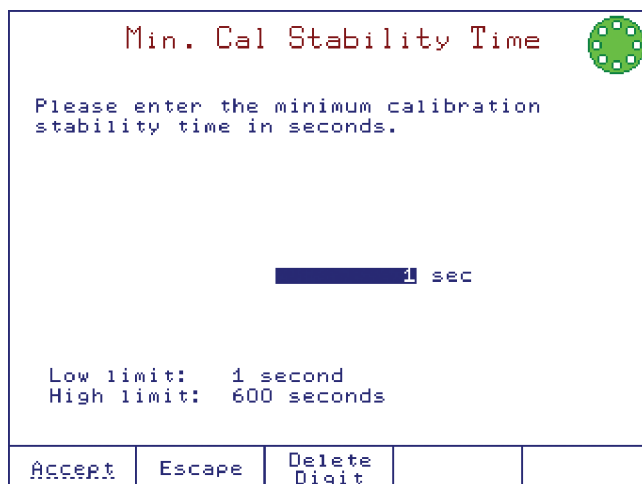 Min. Cal Stability Time
Please enter the minimum calibration
stability time in seconds.
1 sec
Low limit: 1 second
High limit: 600 seconds
Accept
Escape
Delete
Digit